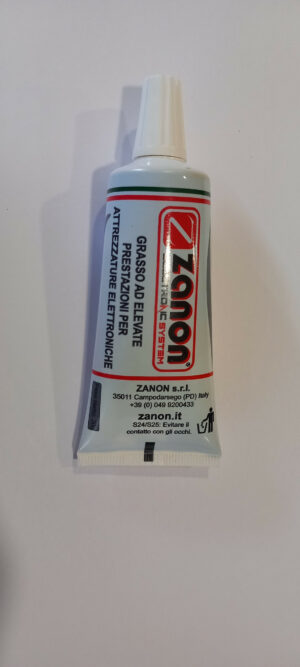 zanon®
ELECTRONIC SYSTEM
GRASSO AD ELEVATE
PRESTAZIONI PER
ATTREZZATURE ELETTRONICHE
ZANON s.r.l.
35011 Campodarsego (PD) Italy
+39 (0) 049 9200433
zanon.it
S24/S25: Evitare il
contatto con gli occhi.